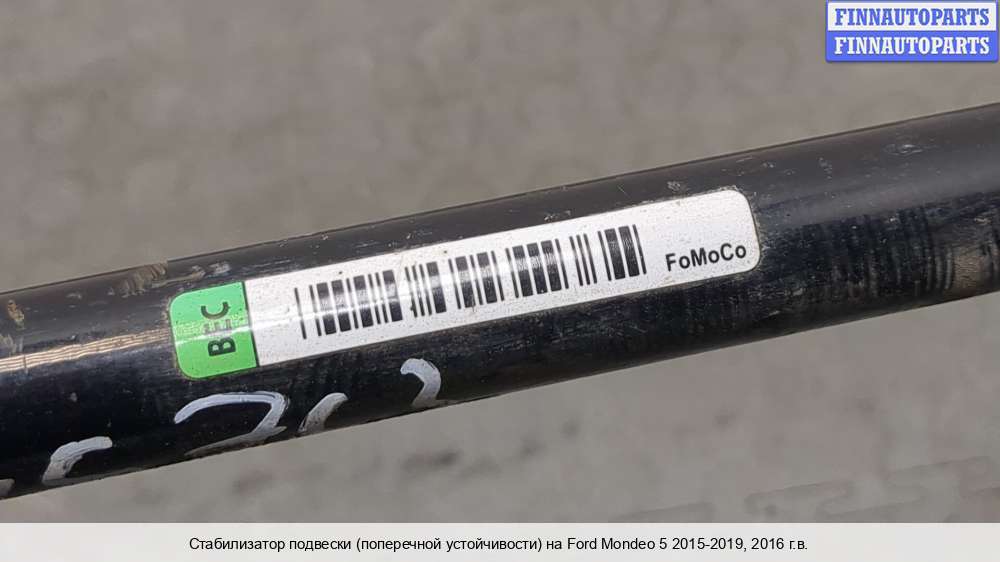 FINNAUTOPARTS
FINNAUTOPARTS
FoMoCo
Стабилизатор подвески (поперечной устойчивости) на Ford Mondeo 5 2015-2019, 2016 г.в.